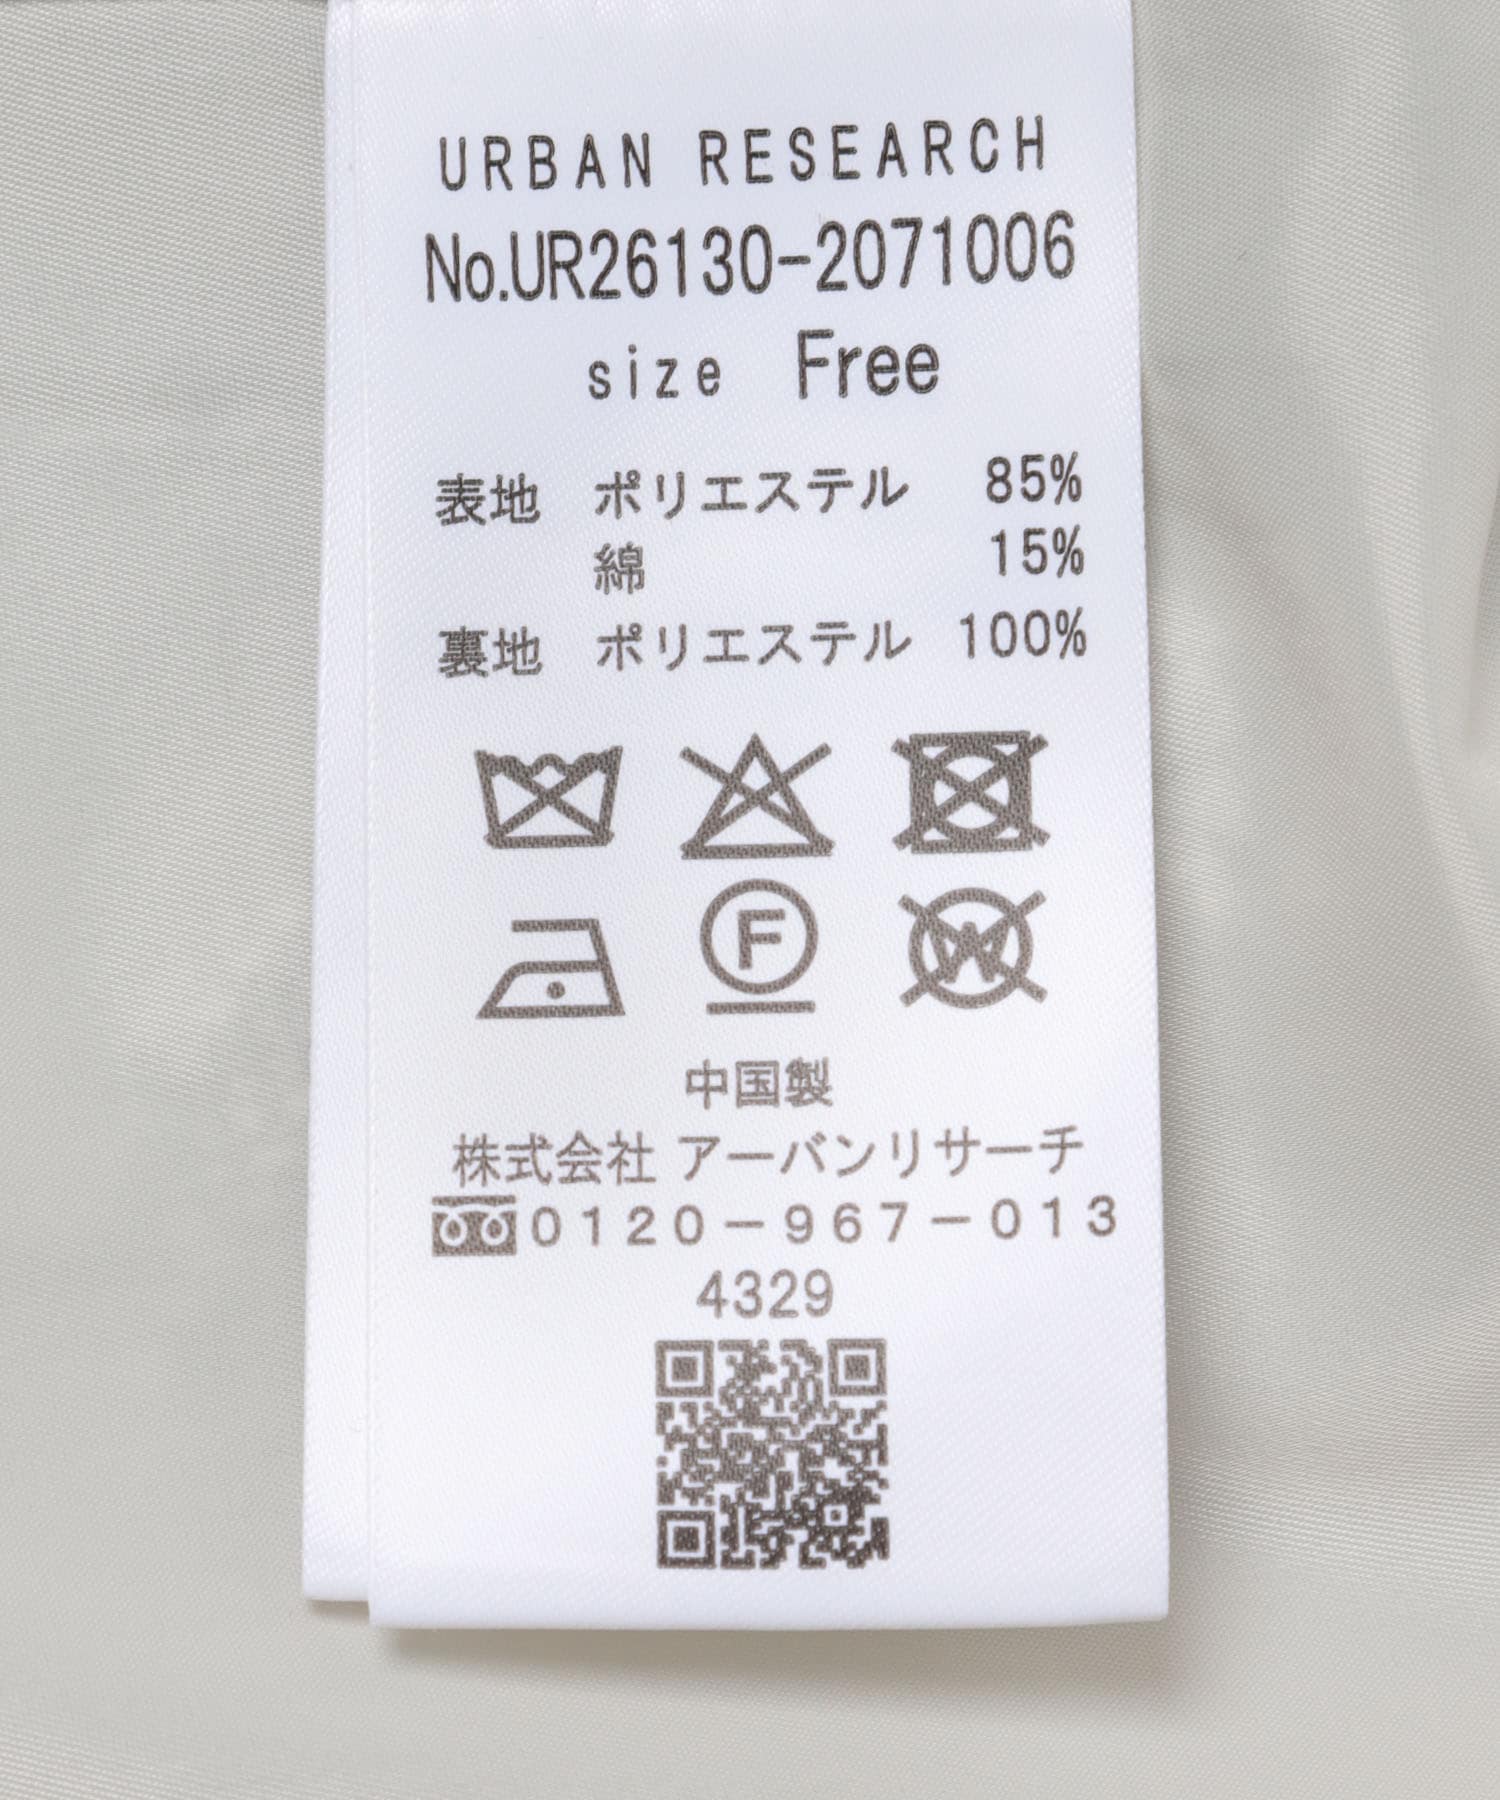 URBAN RESEARCH
No.UR26130-2071006
size Free
表地 ポリエステル 85%
綿 15%
裏地 ポリエステル 100%
F W
中国製
株式会社 アーバンリサーチ
0120-967-013
4329